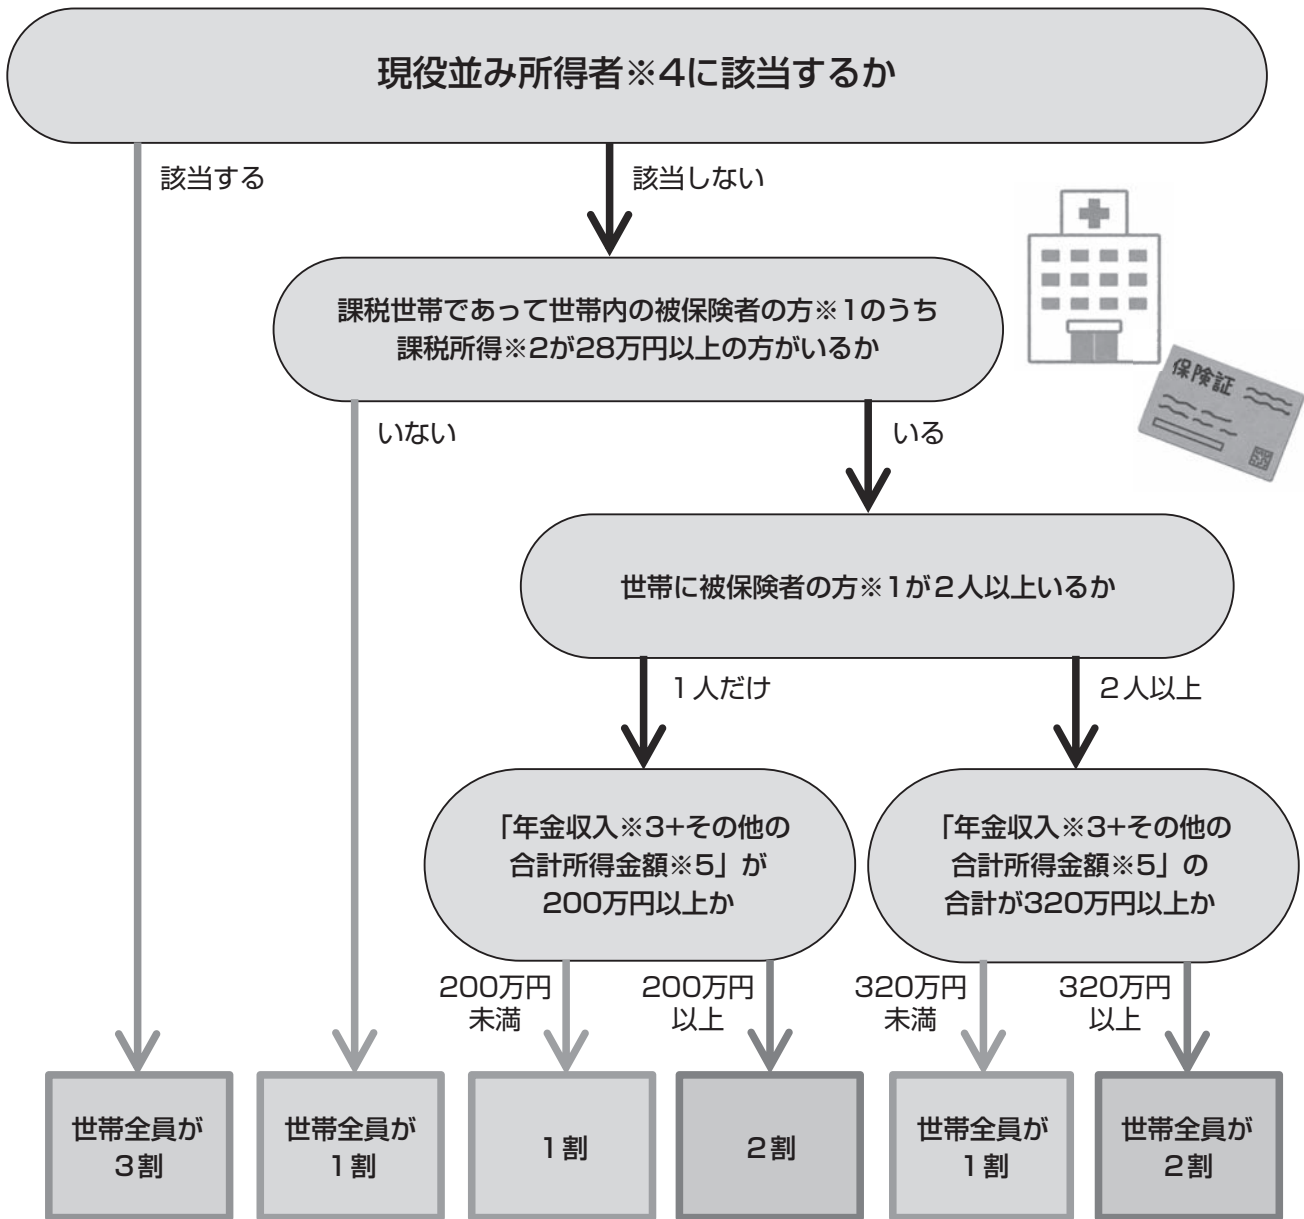 現役並み所得者※4に該当するか
該当する
該当しない
課税世帯であって世帯内の被保険者の方※1のうち
課税所得※2が28万円以上の方がいるか
保険証
いない
いる
世帯に被保険者の方※1が2人以上いるか
1人だけ
2人以上
「年金収入※3+その他の
合計所得金額※5」が
200万円以上か
「年金収入※3+その他の
合計所得金額※5」の
合計が320万円以上か
200万円
未満
200万円
以上
320万円
未満
320万円
以上
世帯全員が
3割
世帯全員が
1割
1割
2割
世帯全員が
1割
世帯全員が
2割